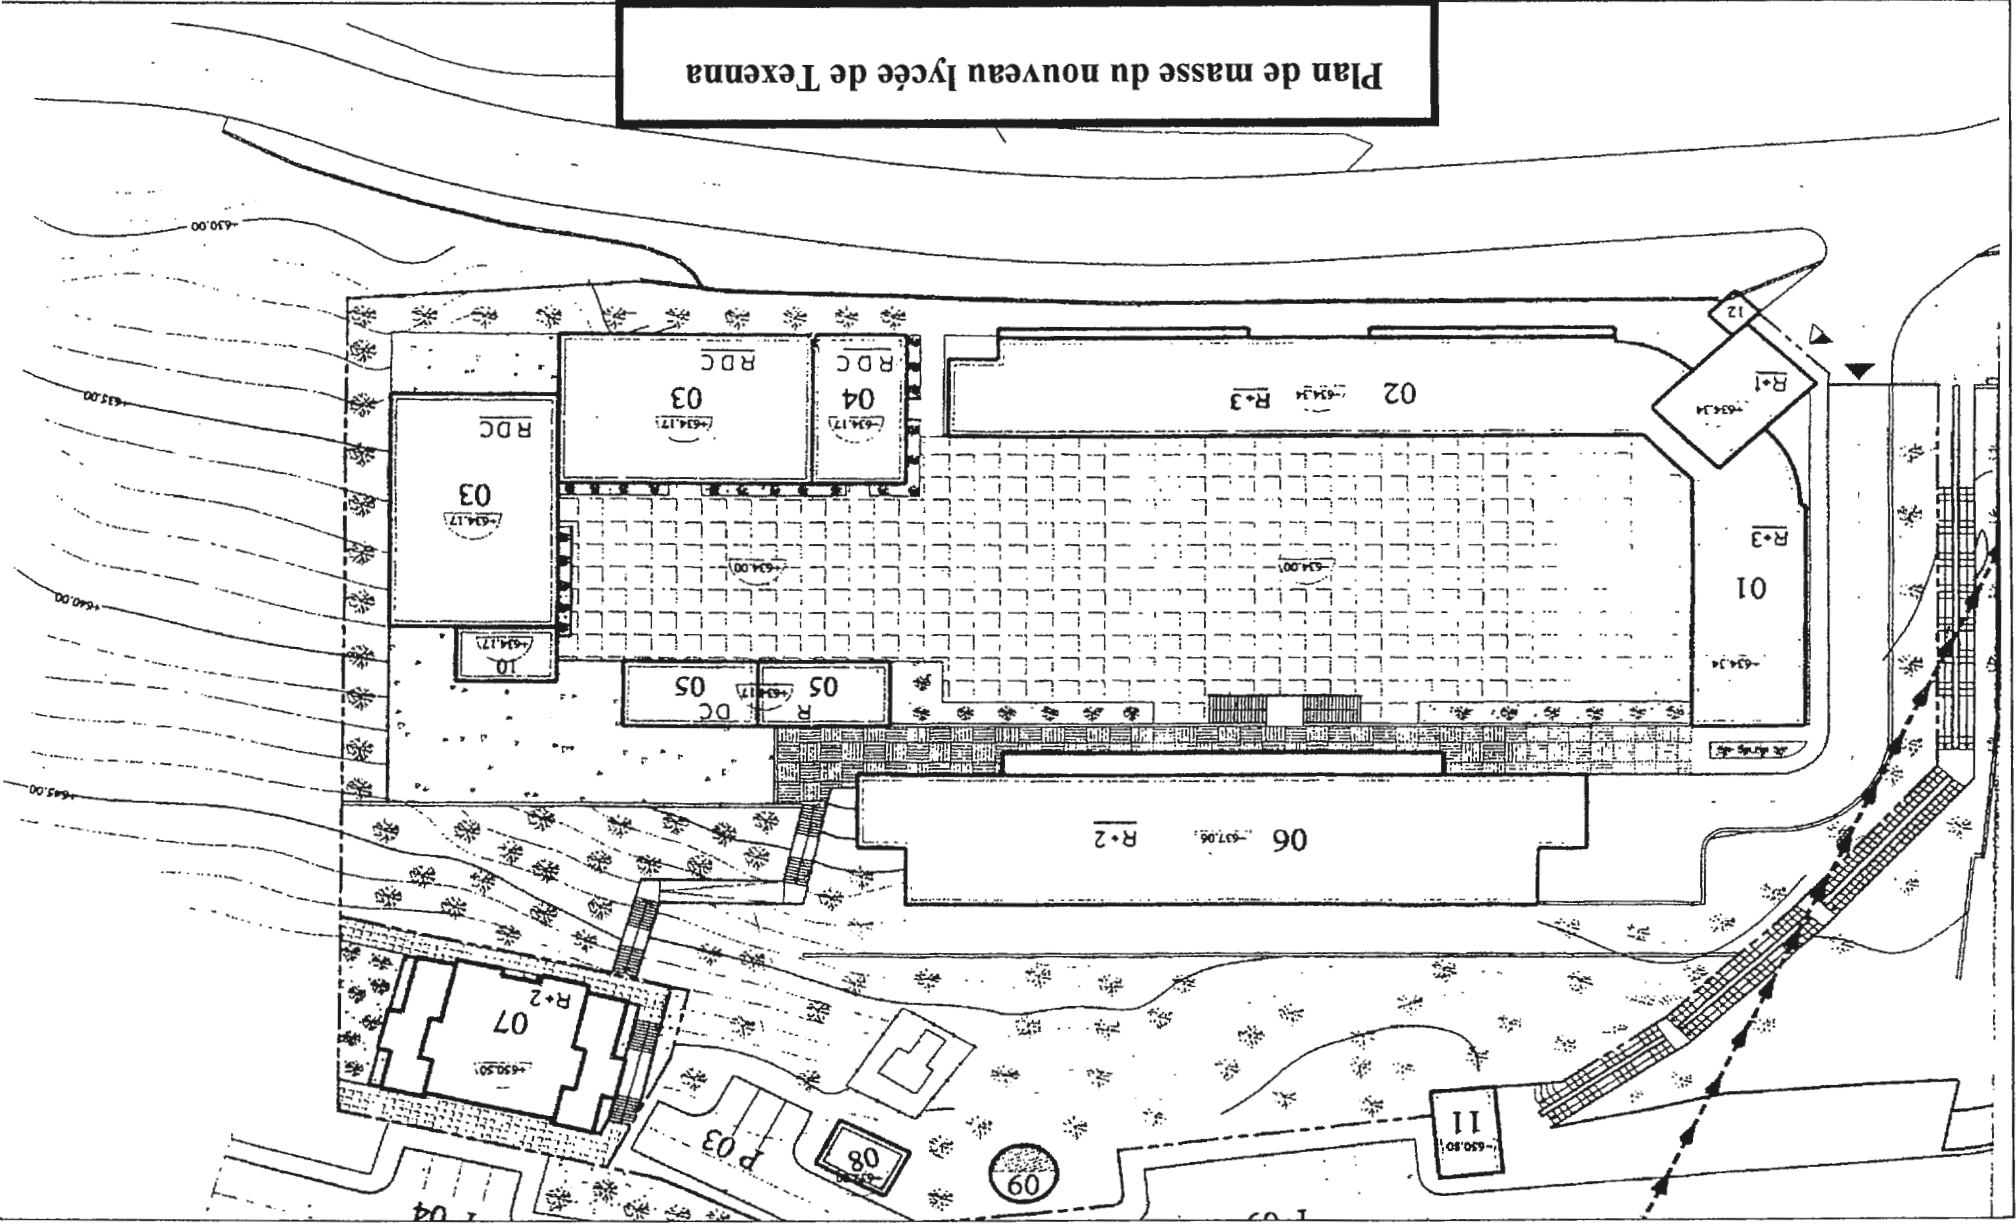 09
08
11
+650.80
P 03
+650.50
07
R+2
06
+637.06
R+2
+645.00
R DC
05
+634.17
05
10
+634.17
+634.34
01
R+3
+640.00
+634.00
+634.00
+634.17
03
RDC
+634.34
R+1
02
+634.34
R+3
+634.17
04
RDC
+634.17
03
RDC
+635.00
12
+630.00
Plan de masse du nouveau lycée de Texenna